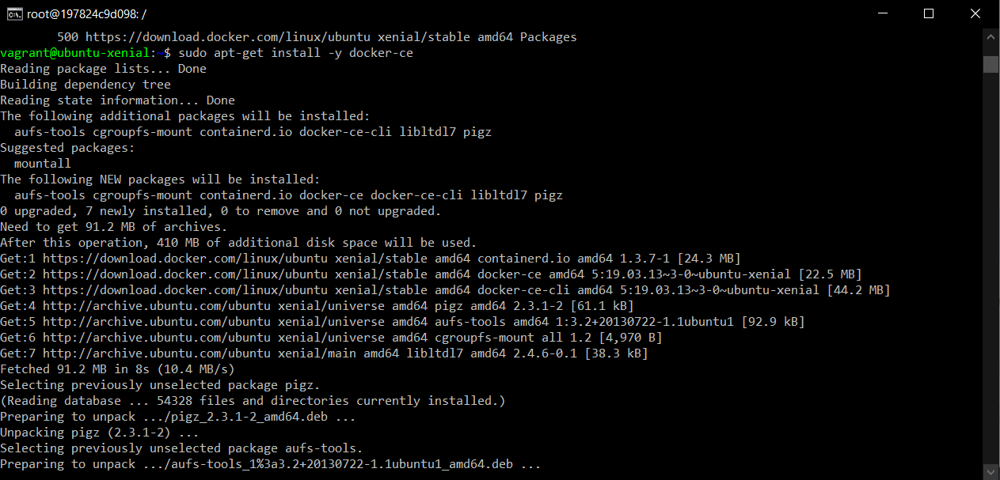 root@197824c9d098: /
500 https://download.docker.com/linux/ubuntu xenial/stable amd64 Packages
vagrant@ubuntu-xenial:~$ sudo apt-get install -y docker-ce
Reading package lists... Done
Building dependency tree
Reading state information... Done
The following additional packages will be installed:
  aufs-tools cgroupfs-mount containerd.io docker-ce-cli libltdl7 pigz
Suggested packages:
  mountall
The following NEW packages will be installed:
  aufs-tools cgroupfs-mount containerd.io docker-ce docker-ce-cli libltdl7 pigz
0 upgraded, 7 newly installed, 0 to remove and 0 not upgraded.
Need to get 91.2 MB of archives.
After this operation, 410 MB of additional disk space will be used.
Get:1 https://download.docker.com/linux/ubuntu xenial/stable amd64 containerd.io amd64 1.3.7-1 [24.3 MB]
Get:2 https://download.docker.com/linux/ubuntu xenial/stable amd64 docker-ce amd64 5:19.03.13~3-0~ubuntu-xenial [22.5 MB]
Get:3 https://download.docker.com/linux/ubuntu xenial/stable amd64 docker-ce-cli amd64 5:19.03.13~3-0~ubuntu-xenial [44.2 MB]
Get:4 http://archive.ubuntu.com/ubuntu xenial/universe amd64 pigz amd64 2.3.1-2 [61.1 kB]
Get:5 http://archive.ubuntu.com/ubuntu xenial/universe amd64 aufs-tools amd64 1:3.2+20130722-1.1ubuntu1 [92.9 kB]
Get:6 http://archive.ubuntu.com/ubuntu xenial/universe amd64 cgroupfs-mount all 1.2 [4,970 B]
Get:7 http://archive.ubuntu.com/ubuntu xenial/main amd64 libltdl7 amd64 2.4.6-0.1 [38.3 kB]
Fetched 91.2 MB in 8s (10.4 MB/s)
Selecting previously unselected package pigz.
(Reading database ... 54328 files and directories currently installed.)
Preparing to unpack .../pigz_2.3.1-2_amd64.deb ...
Unpacking pigz (2.3.1-2) ...
Selecting previously unselected package aufs-tools.
Preparing to unpack .../aufs-tools_1%3a3.2+20130722-1.1ubuntu1_amd64.deb ...